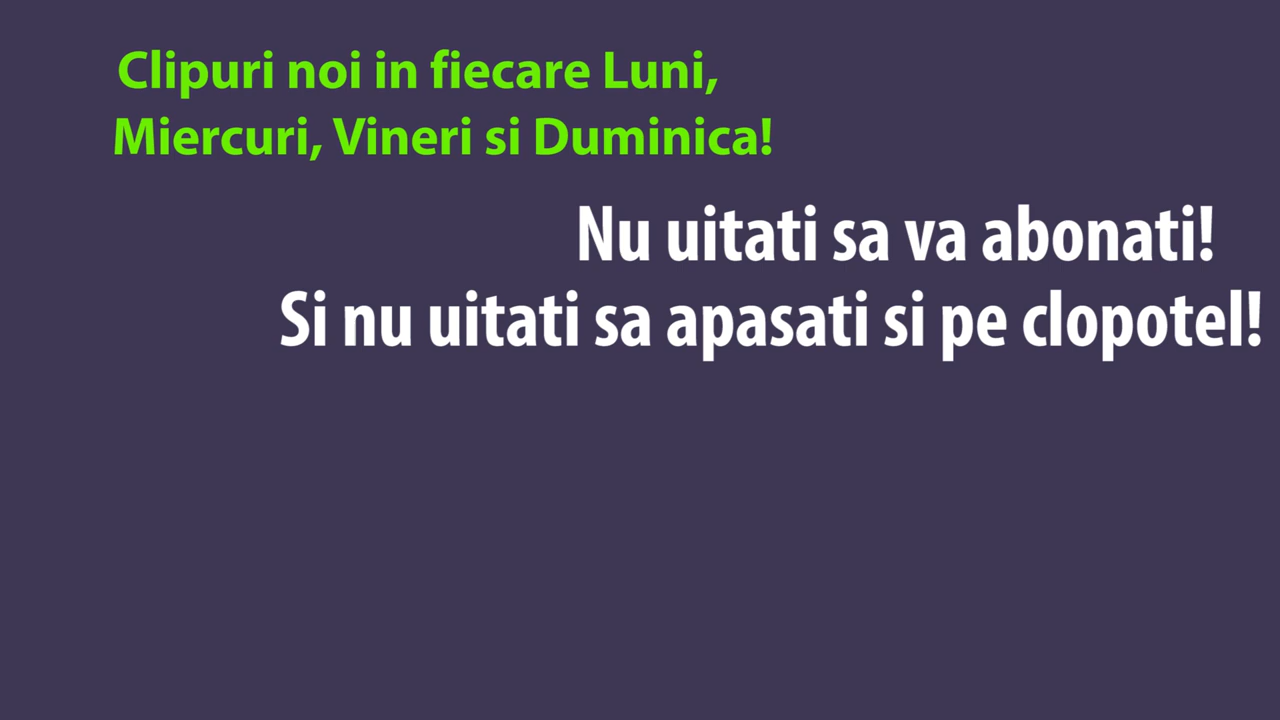 Clipuri noi in fiecare Luni,
Miercuri, Vineri si Duminica!
Nu uitati sa va abonati!
Si nu uitati sa apasati si pe clopotel!